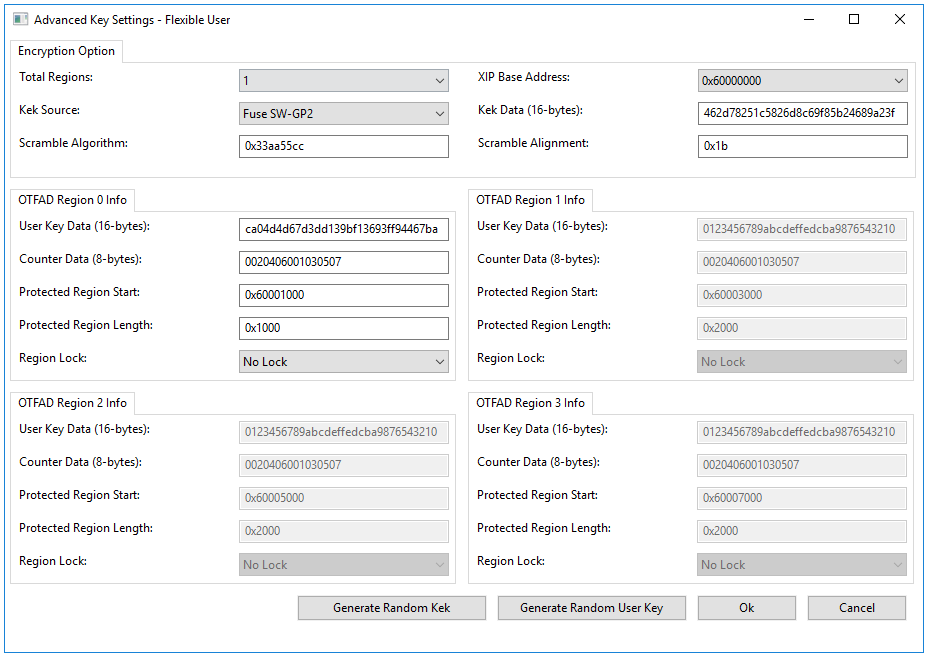 Advanced Key Settings - Flexible User
Encryption Option
Total Regions: 1 XIP Base Address: 0x60000000
Kek Source: Fuse SW-GP2 Kek Data (16-bytes): 462d78251c5826d8c69f85b24689a23f
Scramble Algorithm: 0x33aa55cc Scramble Alignment: 0x1b
OTFAD Region 0 Info
User Key Data (16-bytes): ca04d4d67d3dd139bf13693ff94467ba
Counter Data (8-bytes): 0020406001030507
Protected Region Start: 0x60001000
Protected Region Length: 0x1000
Region Lock: No Lock
OTFAD Region 1 Info
User Key Data (16-bytes): 0123456789abcdeffedcba9876543210
Counter Data (8-bytes): 0020406001030507
Protected Region Start: 0x60003000
Protected Region Length: 0x2000
Region Lock: No Lock
OTFAD Region 2 Info
User Key Data (16-bytes): 0123456789abcdeffedcba9876543210
Counter Data (8-bytes): 0020406001030507
Protected Region Start: 0x60005000
Protected Region Length: 0x2000
Region Lock: No Lock
OTFAD Region 3 Info
User Key Data (16-bytes): 0123456789abcdeffedcba9876543210
Counter Data (8-bytes): 0020406001030507
Protected Region Start: 0x60007000
Protected Region Length: 0x2000
Region Lock: No Lock
Generate Random Kek Generate Random User Key Ok Cancel